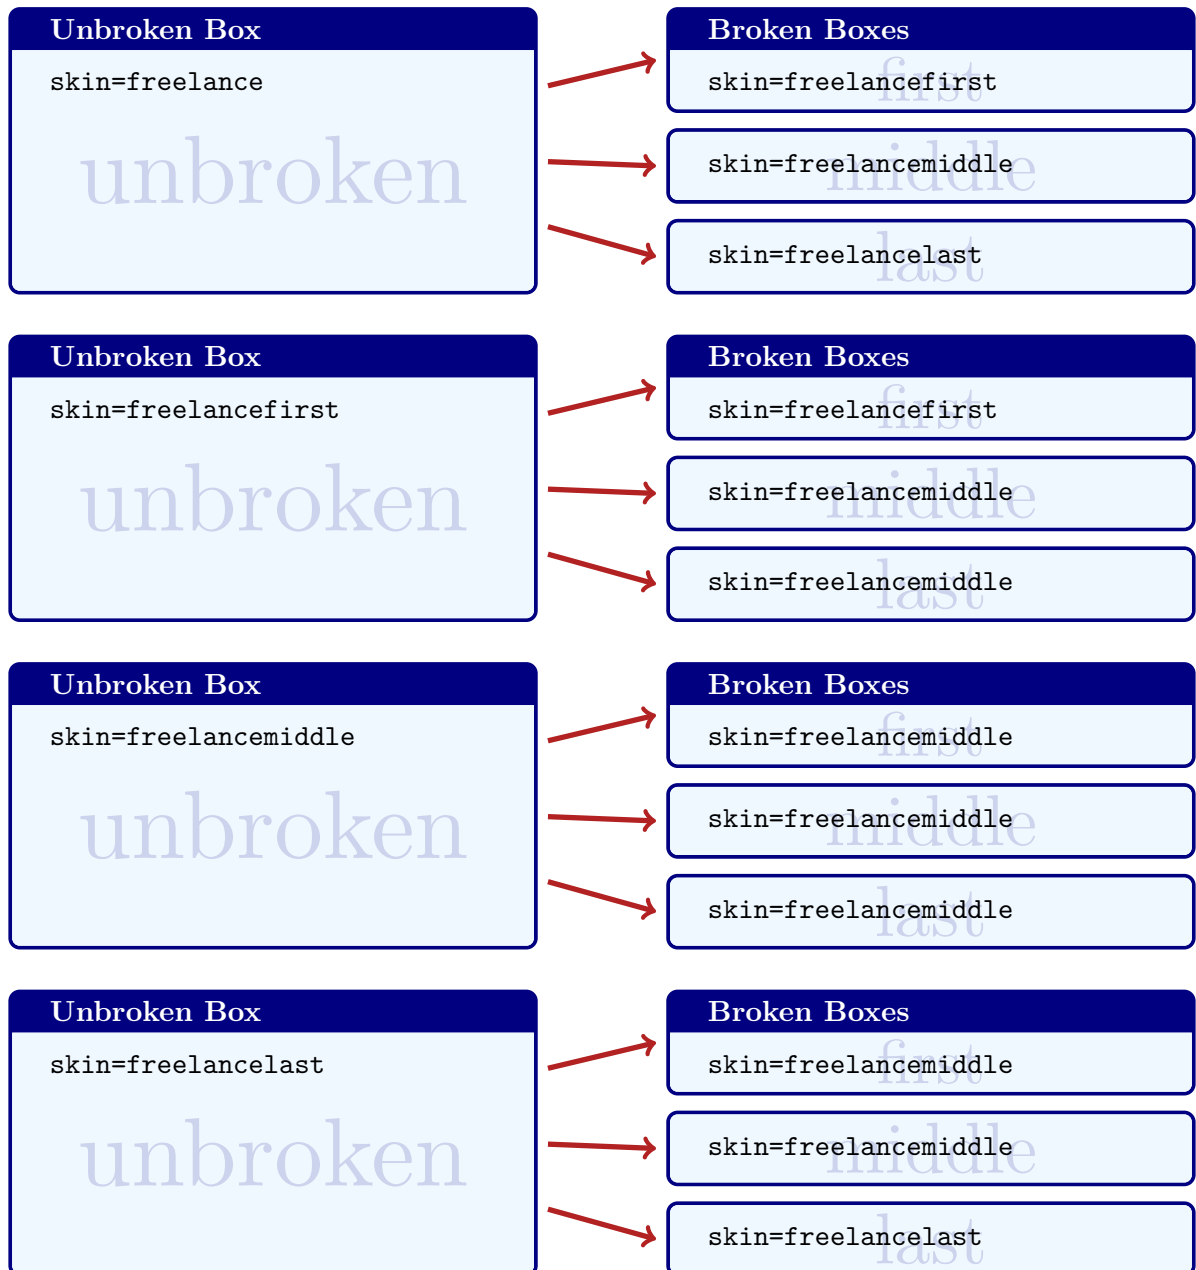 Unbroken Box
skin=freelance
unbroken
Broken Boxes
first
skin=freelancefirst
middle
skin=freelancemiddle
last
skin=freelancelast
Unbroken Box
skin=freelancefirst
unbroken
Broken Boxes
first
skin=freelancefirst
middle
skin=freelancemiddle
last
skin=freelancemiddle
Unbroken Box
skin=freelancemiddle
unbroken
Broken Boxes
first
skin=freelancemiddle
middle
skin=freelancemiddle
last
skin=freelancemiddle
Unbroken Box
skin=freelancelast
unbroken
Broken Boxes
first
skin=freelancemiddle
middle
skin=freelancemiddle
last
skin=freelancelast